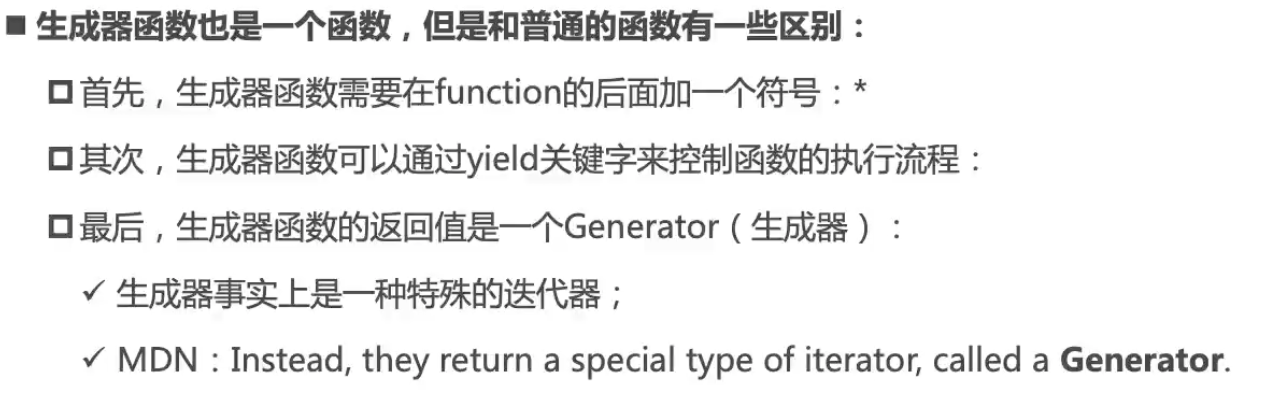 ■ 生成器函数也是一个函数，但是和普通的函数有一些区别：
首先，生成器函数需要在function的后面加一个符号：*
其次，生成器函数可以通过yield关键字来控制函数的执行流程：
最后，生成器函数的返回值是一个Generator（生成器）：
✓ 生成器事实上是一种特殊的迭代器；
✓ MDN：Instead, they return a special type of iterator, called a Generator.